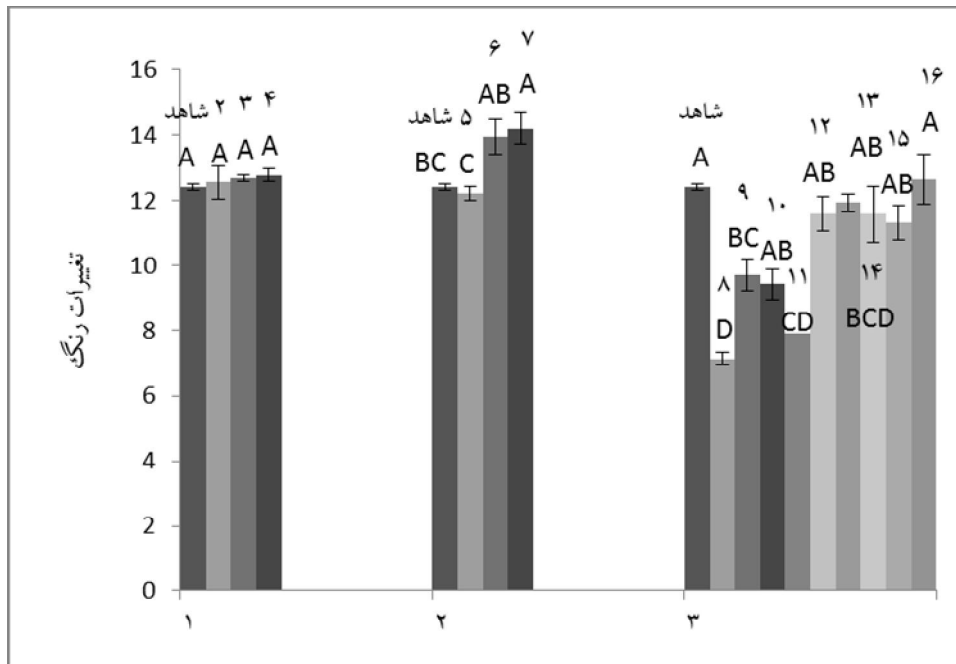 ۱۶
۷
۶
۱۳
16
A
۱۵
A
AB
۱۲
AB
شاهد ۲ ۳ ۴
شاهد ۵
شاهد
14
A A A A
BC C
A
AB
AB
12
۹
۱۰
10
BC
AB
۸
۱۱
۱۴
8
D
CD
BCD
6
4
2
0
۱
۲
۳
تغییرات رنگ